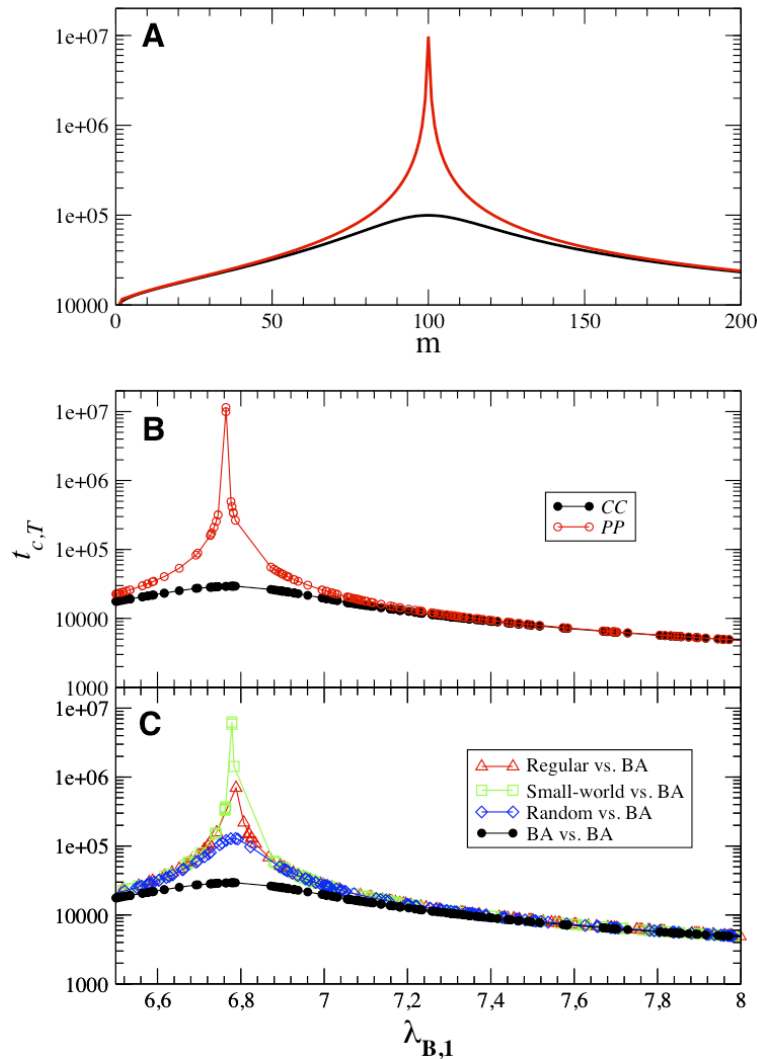 A
1e+07
1e+06
1e+05
10000
0
50
100
150
200
m
B
1e+07
1e+06
1e+05
10000
1000
CC
PP
t_{c,T}
C
1e+07
1e+06
1e+05
10000
1000
Regular vs. BA
Small-world vs. BA
Random vs. BA
BA vs. BA
6,6
6,8
7
7,2
7,4
7,6
7,8
8
λ_{B,1}